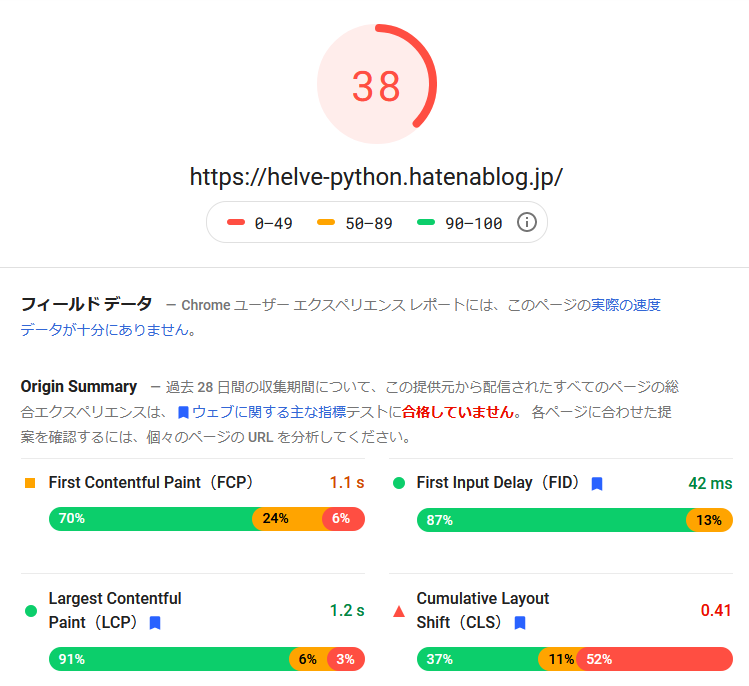 38
https://helve-python.hatenablog.jp/
0–49 50–89 90–100
フィールド データ — Chrome ユーザー エクスペリエンス レポートには、このページの実際の速度
データが十分にありません。
Origin Summary — 過去 28 日間の収集期間について、この提供元から配信されたすべてのページの総
合エクスペリエンスは、ウェブに関する主な指標テストに合格していません。 各ページに合わせた提
案を確認するには、個々のページの URL を分析してください。
First Contentful Paint（FCP） 1.1 s
70% 24% 6%
First Input Delay（FID） 42 ms
87% 13%
Largest Contentful
Paint（LCP） 1.2 s
91% 6% 3%
Cumulative Layout
Shift（CLS） 0.41
37% 11% 52%